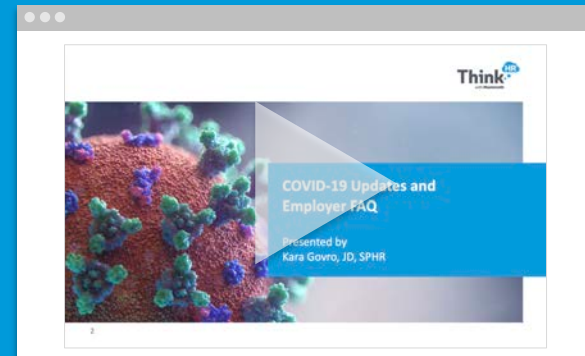 Think HR
COVID-19 Updates and
Employer FAQ
Presented by
Kara Govro, JD, SPHR
2